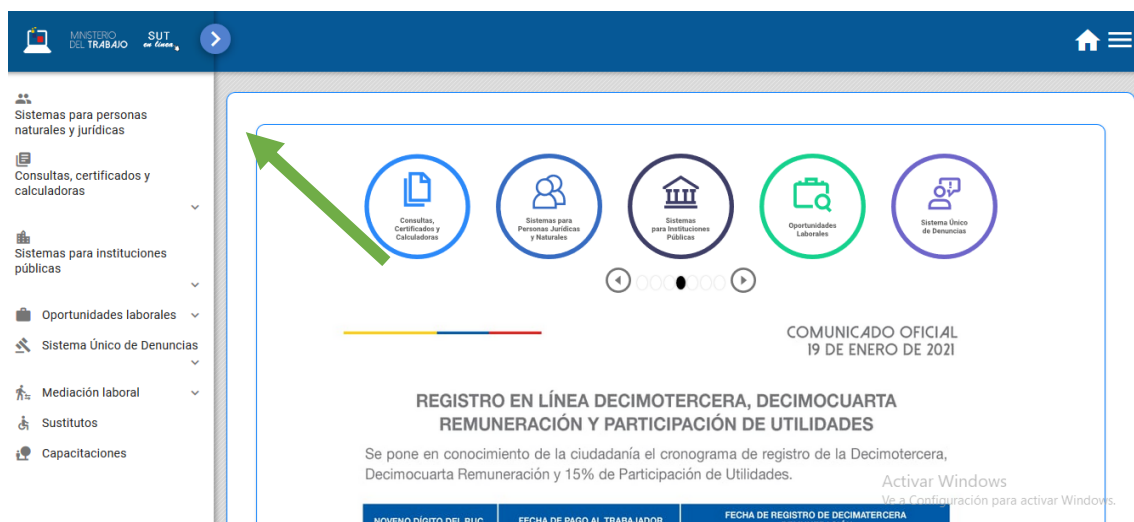 MINISTERIO
DEL TRABAJO
SUT
en línea
Sistemas para personas
naturales y jurídicas
Consultas, certificados y
calculadoras
Sistemas para instituciones
públicas
Oportunidades laborales
Sistema Único de Denuncias
Mediación laboral
Sustitutos
Capacitaciones
Consultas,
Certificados y
Calculadoras
Sistemas para
Personas Jurídicas
y Naturales
Sistemas
para Instituciones
Públicas
Oportunidades
Laborales
Sistema Único
de Denuncias
COMUNICADO OFICIAL
19 DE ENERO DE 2021
REGISTRO EN LÍNEA DECIMOTERCERA, DECIMOCUARTA
REMUNERACIÓN Y PARTICIPACIÓN DE UTILIDADES
Se pone en conocimiento de la ciudadanía el cronograma de registro de la Decimotercera,
Decimocuarta Remuneración y 15% de Participación de Utilidades.
Activar Windows
Ve a Configuración para activar Windows.
NOVENO DÍGITO DEL RUC
FECHA DE PAGO AL TRABAJADOR
FECHA DE REGISTRO DE DECIMATERCERA